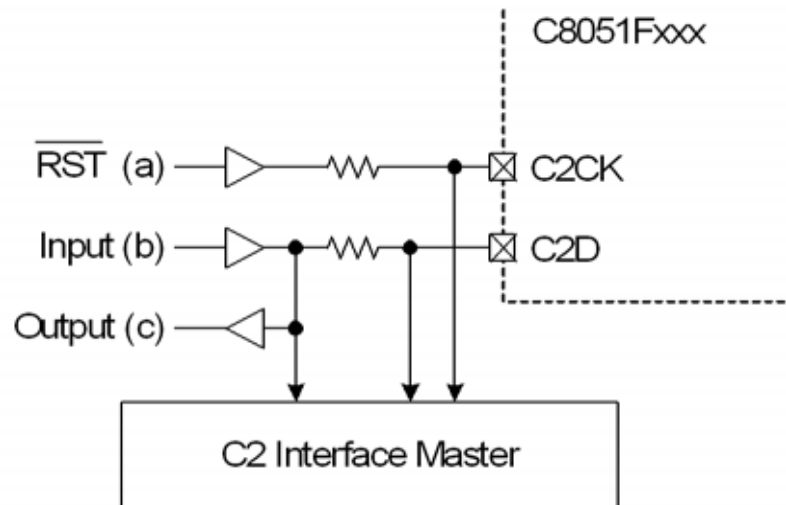 C8051Fxxx
RST (a)
C2CK
Input (b)
C2D
Output (c)
C2 Interface Master